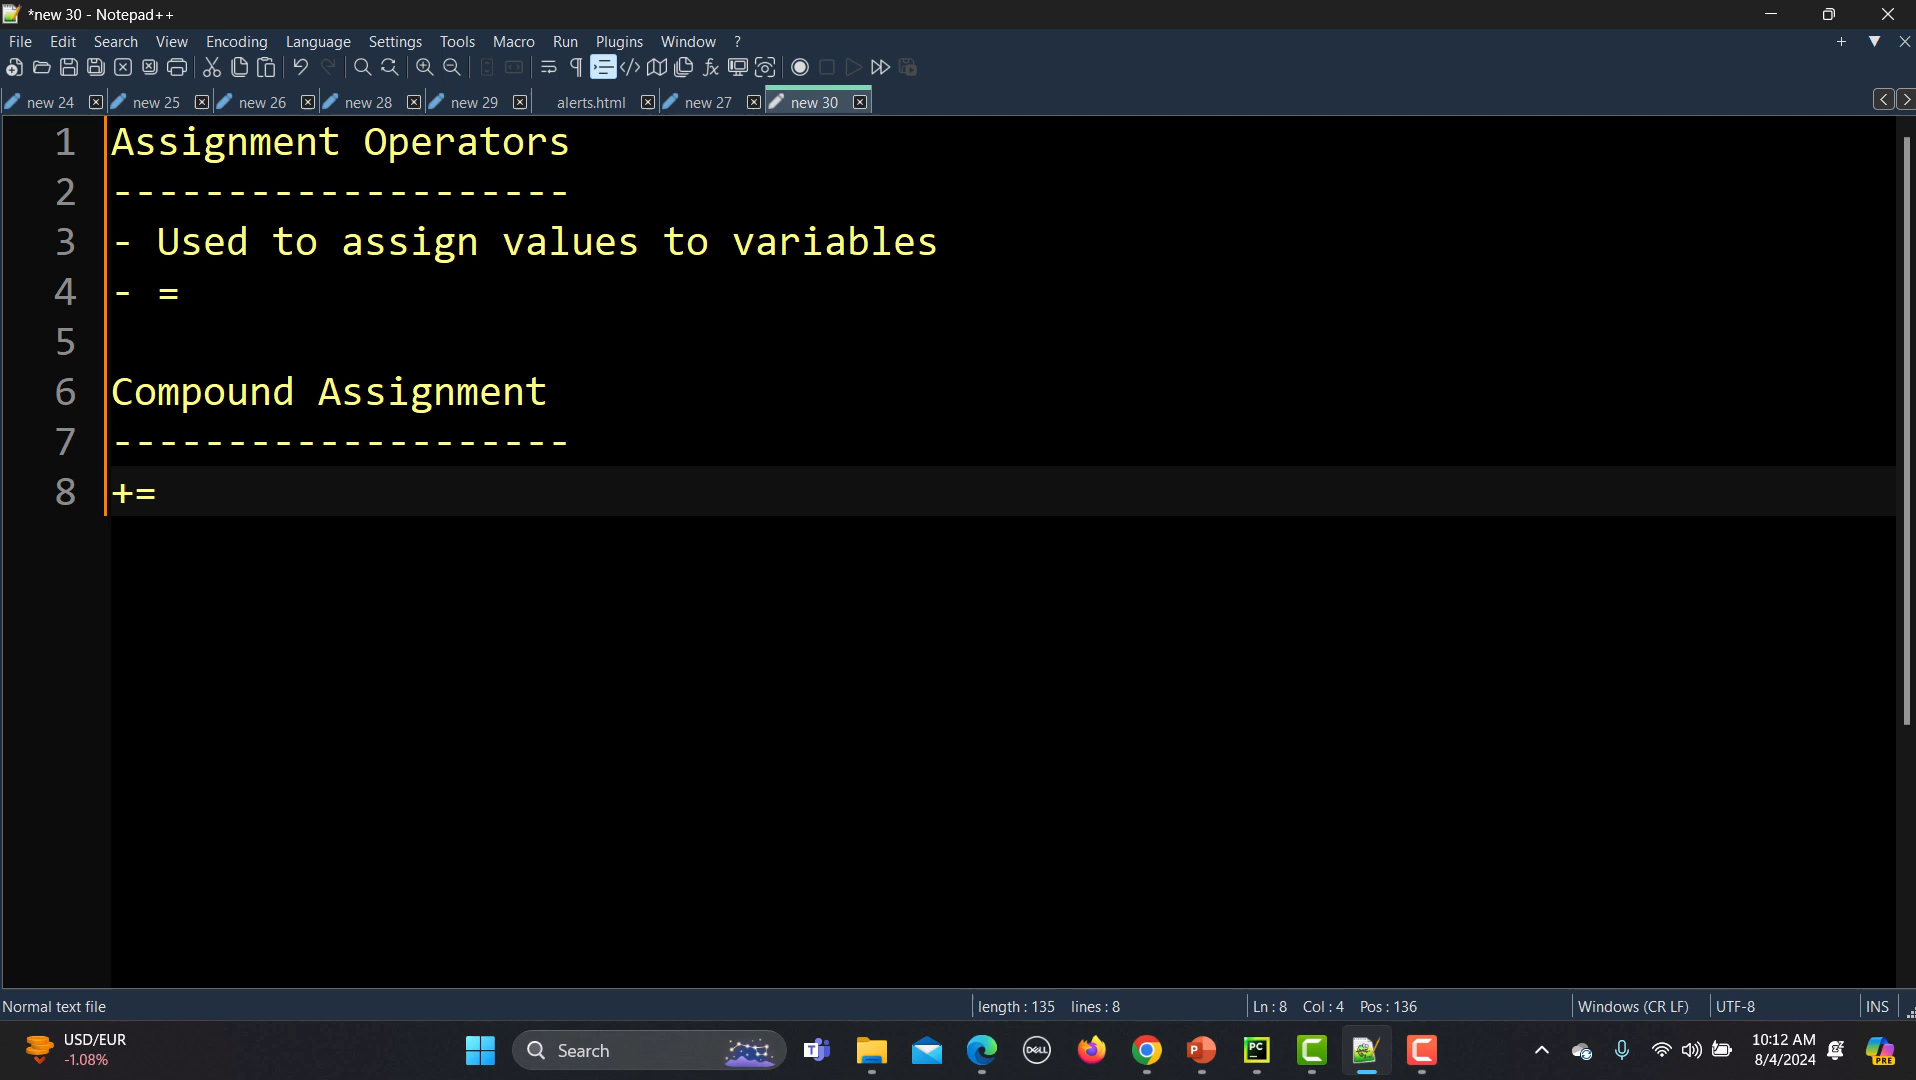 *new 30 - Notepad++
File Edit Search View Encoding Language Settings Tools Macro Run Plugins Window ?
new 24 new 25 new 26 new 28 new 29 alerts.html new 27 new 30
1 Assignment Operators
2 --------------------
3 - Used to assign values to variables
4 - =
5
6 Compound Assignment
7 --------------------
8 +=
Normal text file length : 135 lines : 8 Ln : 8 Col : 4 Pos : 136 Windows (CR LF) UTF-8 INS
USD/EUR
-1.08%
Search
DELL
PC
10:12 AM
8/4/2024
PRE